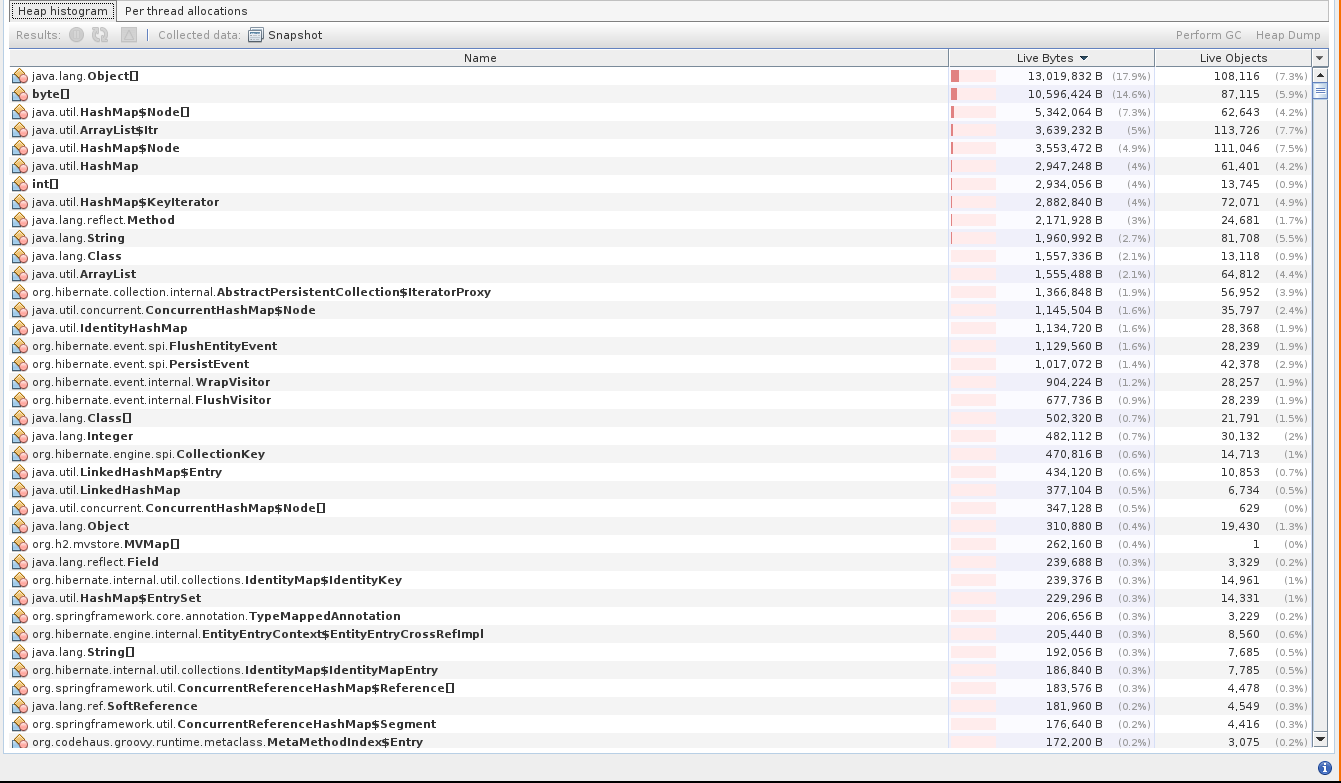 Heap histogram Per thread allocations
Results: Collected data: Snapshot Perform GC Heap Dump
Name Live Bytes Live Objects
java.lang.Object[] 13,019,832 B (17.9%) 108,116 (7.3%)
byte[] 10,596,424 B (14.6%) 87,115 (5.9%)
java.util.HashMap$Node[] 5,342,064 B (7.3%) 62,643 (4.2%)
java.util.ArrayList$Itr 3,639,232 B (5%) 113,726 (7.7%)
java.util.HashMap$Node 3,553,472 B (4.9%) 111,046 (7.5%)
java.util.HashMap 2,947,248 B (4%) 61,401 (4.2%)
int[] 2,934,056 B (4%) 13,745 (0.9%)
java.util.HashMap$KeyIterator 2,882,840 B (4%) 72,071 (4.9%)
java.lang.reflect.Method 2,171,928 B (3%) 24,681 (1.7%)
java.lang.String 1,960,992 B (2.7%) 81,708 (5.5%)
java.lang.Class 1,557,336 B (2.1%) 13,118 (0.9%)
java.util.ArrayList 1,555,488 B (2.1%) 64,812 (4.4%)
org.hibernate.collection.internal.AbstractPersistentCollection$IteratorProxy 1,366,848 B (1.9%) 56,952 (3.9%)
java.util.concurrent.ConcurrentHashMap$Node 1,145,504 B (1.6%) 35,797 (2.4%)
java.util.IdentityHashMap 1,134,720 B (1.6%) 28,368 (1.9%)
org.hibernate.event.spi.FlushEntityEvent 1,129,560 B (1.6%) 28,239 (1.9%)
org.hibernate.event.spi.PersistEvent 1,017,072 B (1.4%) 42,378 (2.9%)
org.hibernate.event.internal.WrapVisitor 904,224 B (1.2%) 28,257 (1.9%)
org.hibernate.event.internal.FlushVisitor 677,736 B (0.9%) 28,239 (1.9%)
java.lang.Class[] 502,320 B (0.7%) 21,791 (1.5%)
java.lang.Integer 482,112 B (0.7%) 30,132 (2%)
org.hibernate.engine.spi.CollectionKey 470,816 B (0.6%) 14,713 (1%)
java.util.LinkedHashMap$Entry 434,120 B (0.6%) 10,853 (0.7%)
java.util.LinkedHashMap 377,104 B (0.5%) 6,734 (0.5%)
java.util.concurrent.ConcurrentHashMap$Node[] 347,128 B (0.5%) 629 (0%)
java.lang.Object 310,880 B (0.4%) 19,430 (1.3%)
org.h2.mvstore.MVMap[] 262,160 B (0.4%) 1 (0%)
java.lang.reflect.Field 239,688 B (0.3%) 3,329 (0.2%)
org.hibernate.internal.util.collections.IdentityMap$IdentityKey 239,376 B (0.3%) 14,961 (1%)
java.util.HashMap$EntrySet 229,296 B (0.3%) 14,331 (1%)
org.springframework.core.annotation.TypeMappedAnnotation 206,656 B (0.3%) 3,229 (0.2%)
org.hibernate.engine.internal.EntityEntryContext$EntityEntryCrossRefImpl 205,440 B (0.3%) 8,560 (0.6%)
java.lang.String[] 192,056 B (0.3%) 7,685 (0.5%)
org.hibernate.internal.util.collections.IdentityMap$IdentityMapEntry 186,840 B (0.3%) 7,785 (0.5%)
org.springframework.util.ConcurrentReferenceHashMap$Reference[] 183,576 B (0.3%) 4,478 (0.3%)
java.lang.ref.SoftReference 181,960 B (0.2%) 4,549 (0.3%)
org.springframework.util.ConcurrentReferenceHashMap$Segment 176,640 B (0.2%) 4,416 (0.3%)
org.codehaus.groovy.runtime.metaclass.MetaMethodIndex$Entry 172,200 B (0.2%) 3,075 (0.2%)